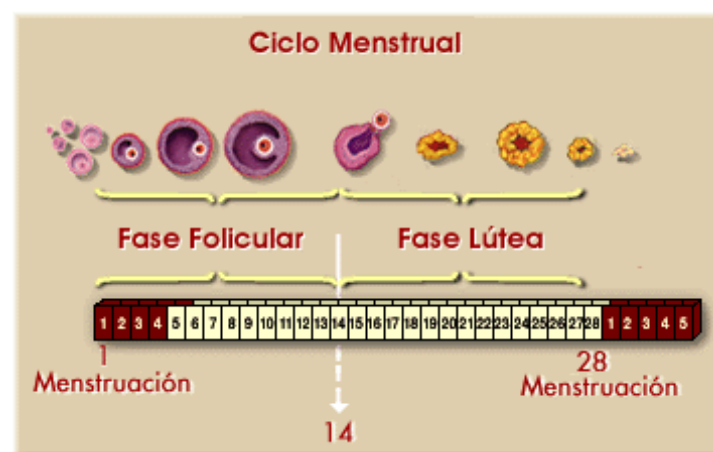 Ciclo Menstrual
Fase Folicular Fase Lútea
1 2 3 4 5 6 7 8 9 10 11 12 13 14 15 16 17 18 19 20 21 22 23 24 25 26 27 28 1 2 3 4 5
1 28
Menstruación Menstruación
14